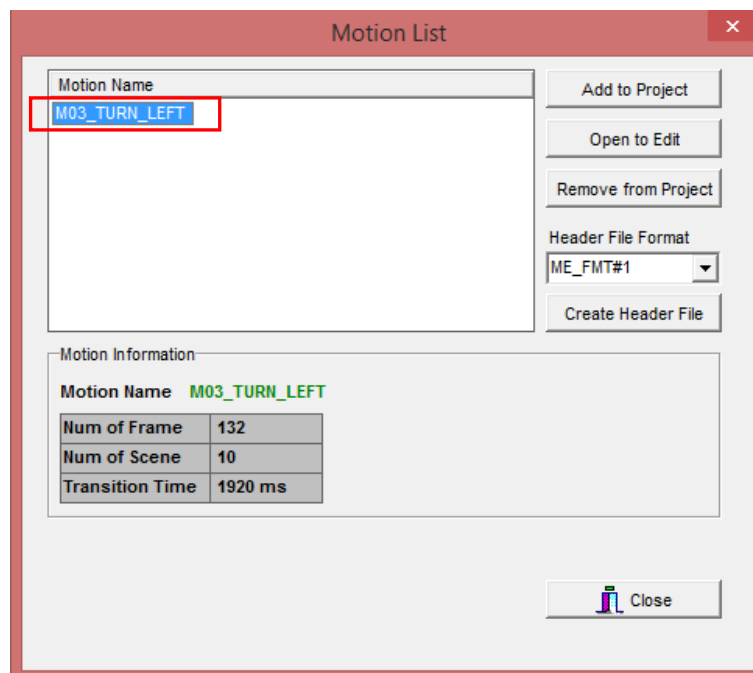 Motion List
Motion Name
M03_TURN_LEFT
Add to Project
Open to Edit
Remove from Project
Header File Format
ME_FMT#1
Create Header File
Motion Information
Motion Name M03_TURN_LEFT
Num of Frame 132
Num of Scene 10
Transition Time 1920 ms
Close